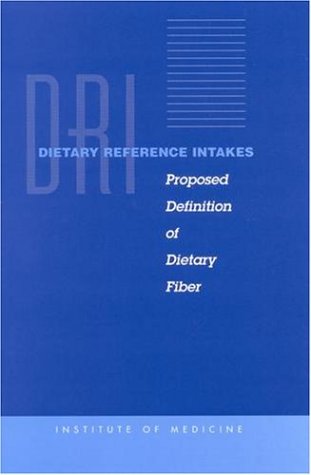 DRI
DIETARY REFERENCE INTAKES
Proposed
Definition
of
Dietary
Fiber
INSTITUTE OF MEDICINE